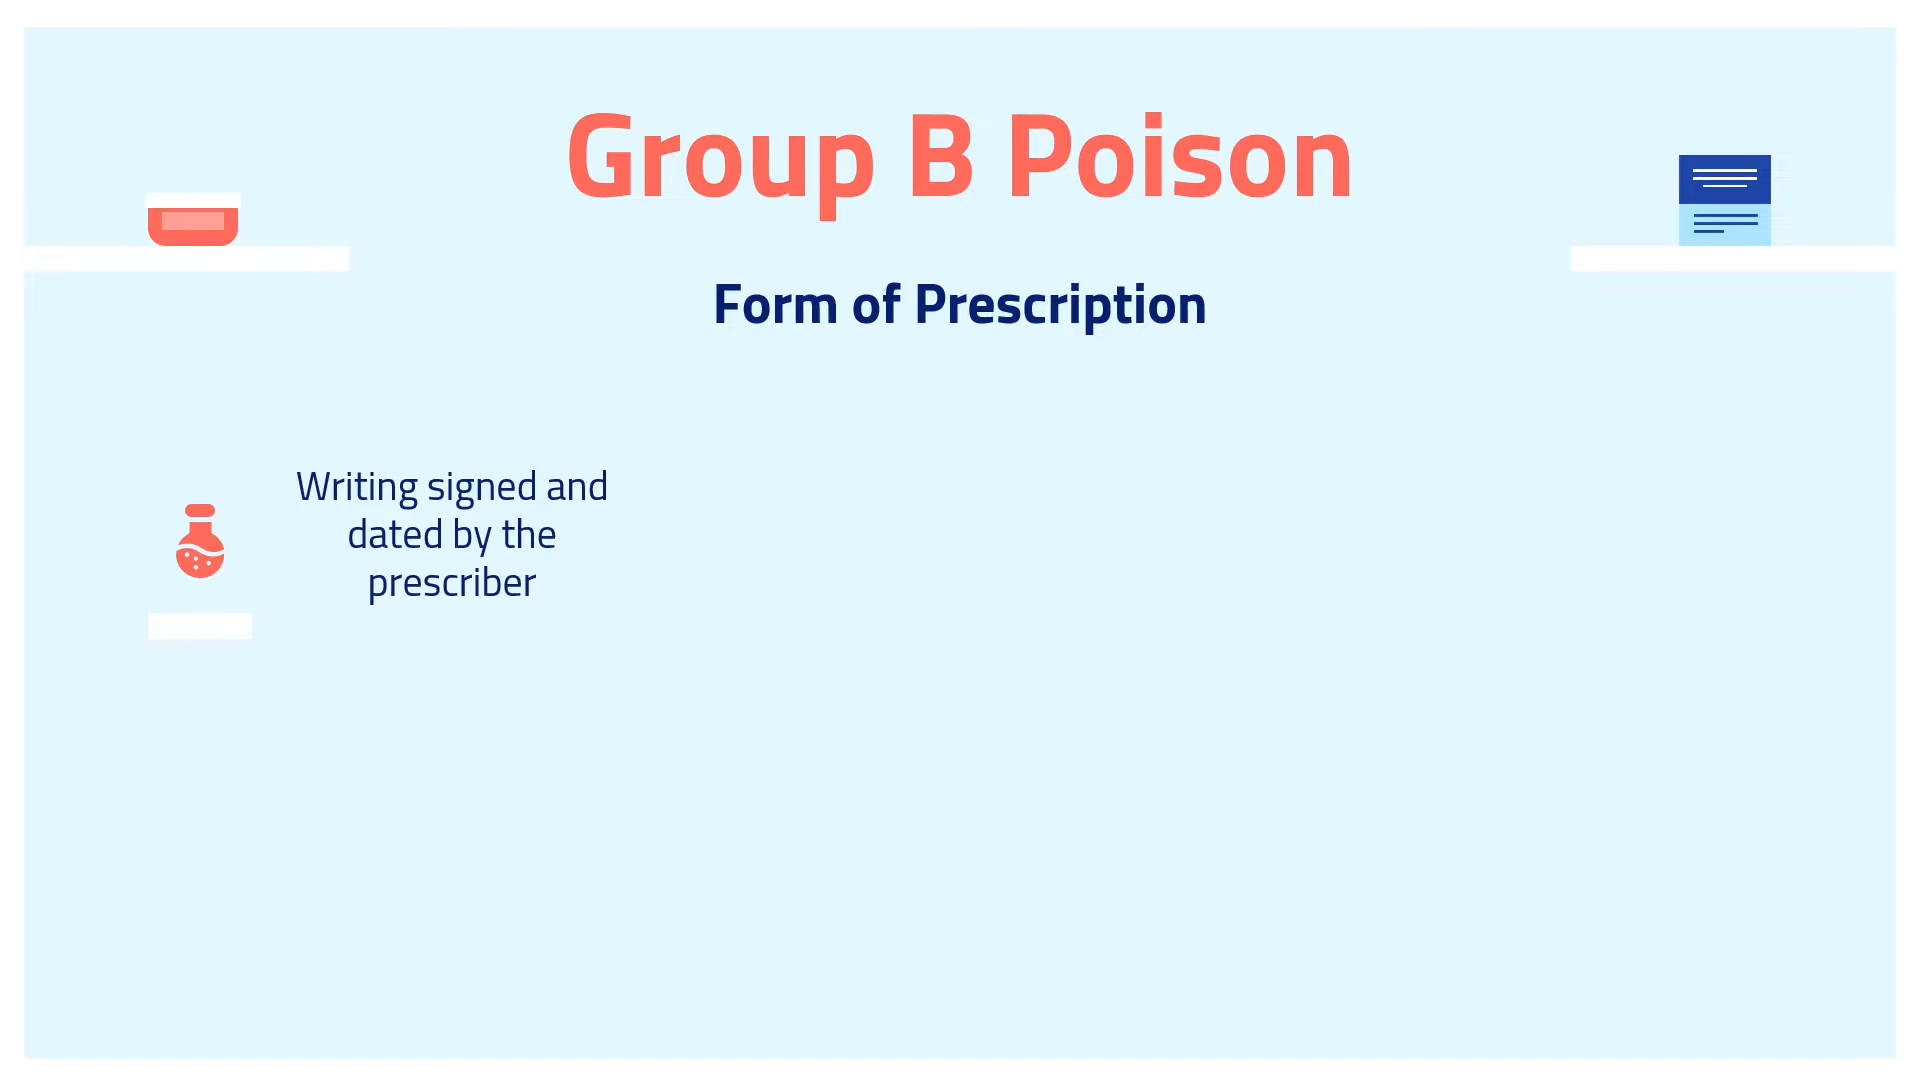 Group B Poison
Form of Prescription
Writing signed and
dated by the
prescriber